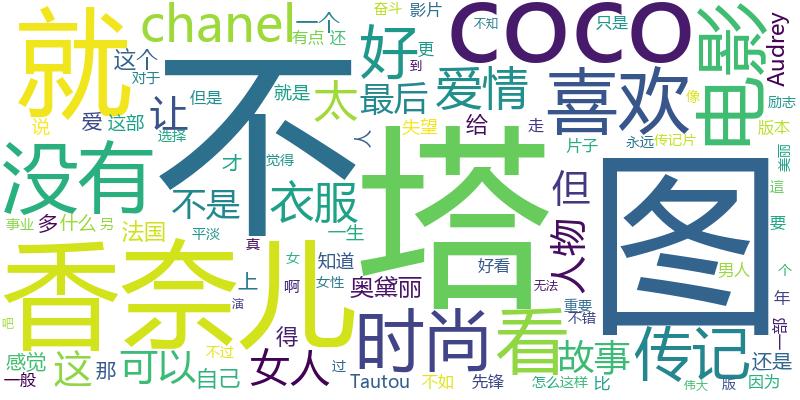 奋斗 影片 不知 只是
chanel 一个 有点 还 coco 电影 Audrey
就 不 好 更 到
这个 太 最后 爱情 喜欢
对于 但是 让 像 励志
说 爱 这部 就是 人 失望 给 走 永远 传记片 版本
选择 片子 美丽
没有 才 觉得 塔 图
不是 衣服 但 這
事业 多 什么 另 法国 平淡 一生 人物 要
香奈儿 真 女 知道 好看 男人 个
上 啊 女性 奥黛丽 无法 年
演 重要
吧 得 时尚 看 不错 一部
感觉 这 那 可以 不过 女人 故事 传记 还是
一般 自己 过 Tautou 不如 先锋 怎么这样 比 伟大 版 因为